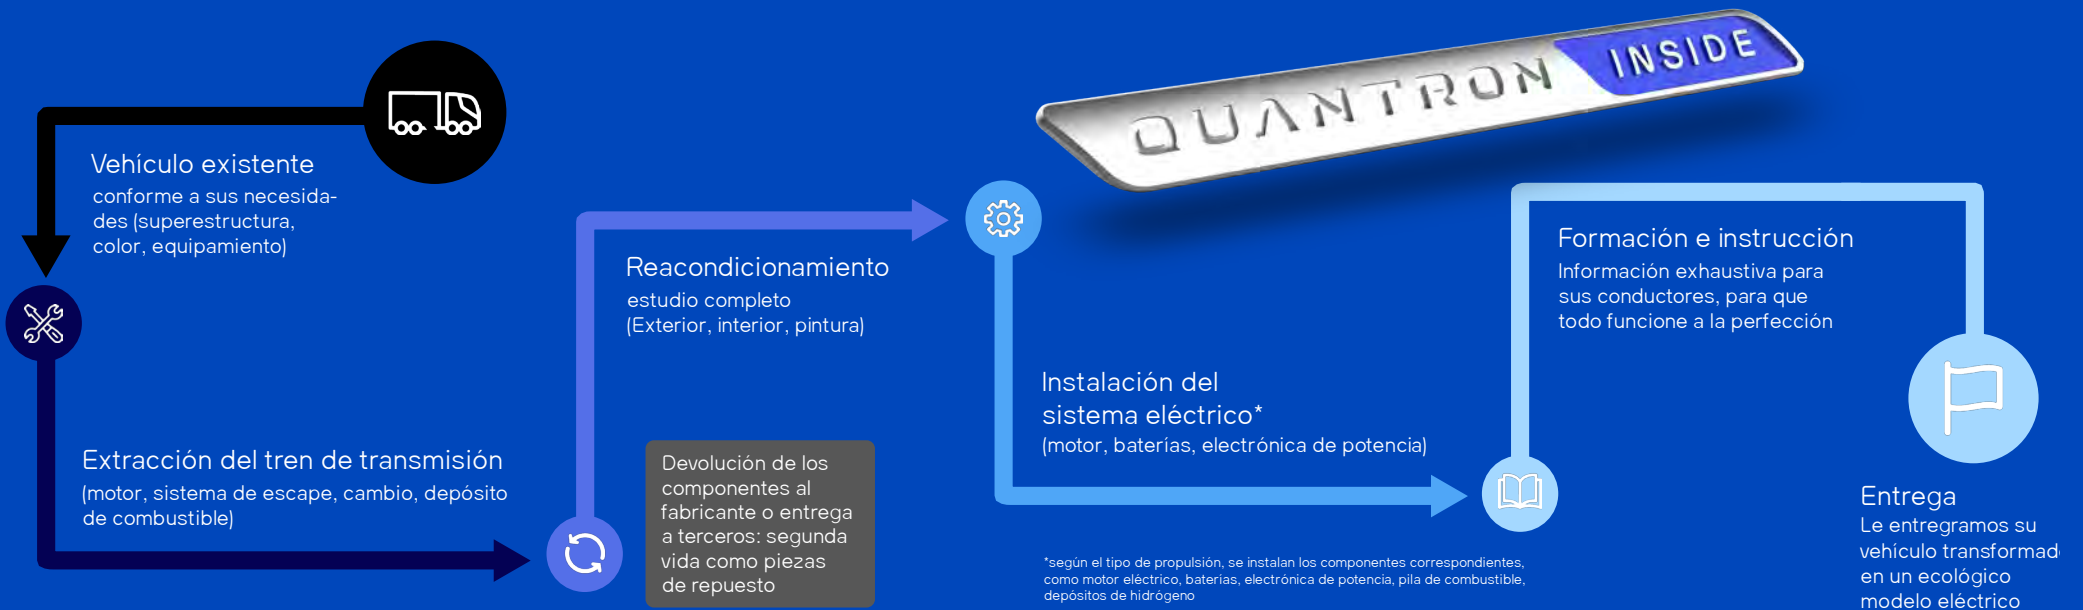 QUANTRON INSIDE
Vehículo existente
conforme a sus necesida-
des (superestructura,
color, equipamiento)
Extracción del tren de transmisión
(motor, sistema de escape, cambio, depósito
de combustible)
Reacondicionamiento
estudio completo
(Exterior, interior, pintura)
Devolución de los
componentes al
fabricante o entrega
a terceros: segunda
vida como piezas
de repuesto
Instalación del
sistema eléctrico*
(motor, baterías, electrónica de potencia)
*según el tipo de propulsión, se instalan los componentes correspondientes,
como motor eléctrico, baterías, electrónica de potencia, pila de combustible,
depósitos de hidrógeno
Formación e instrucción
Información exhaustiva para
sus conductores, para que
todo funcione a la perfección
Entrega
Le entregramos su
vehículo transformad
en un ecológico
modelo eléctrico